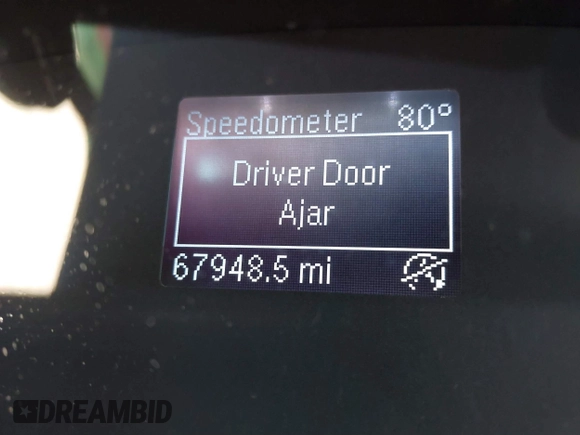 Speedometer 80°
Driver Door
Ajar
67948.5 mi
DREAMBID